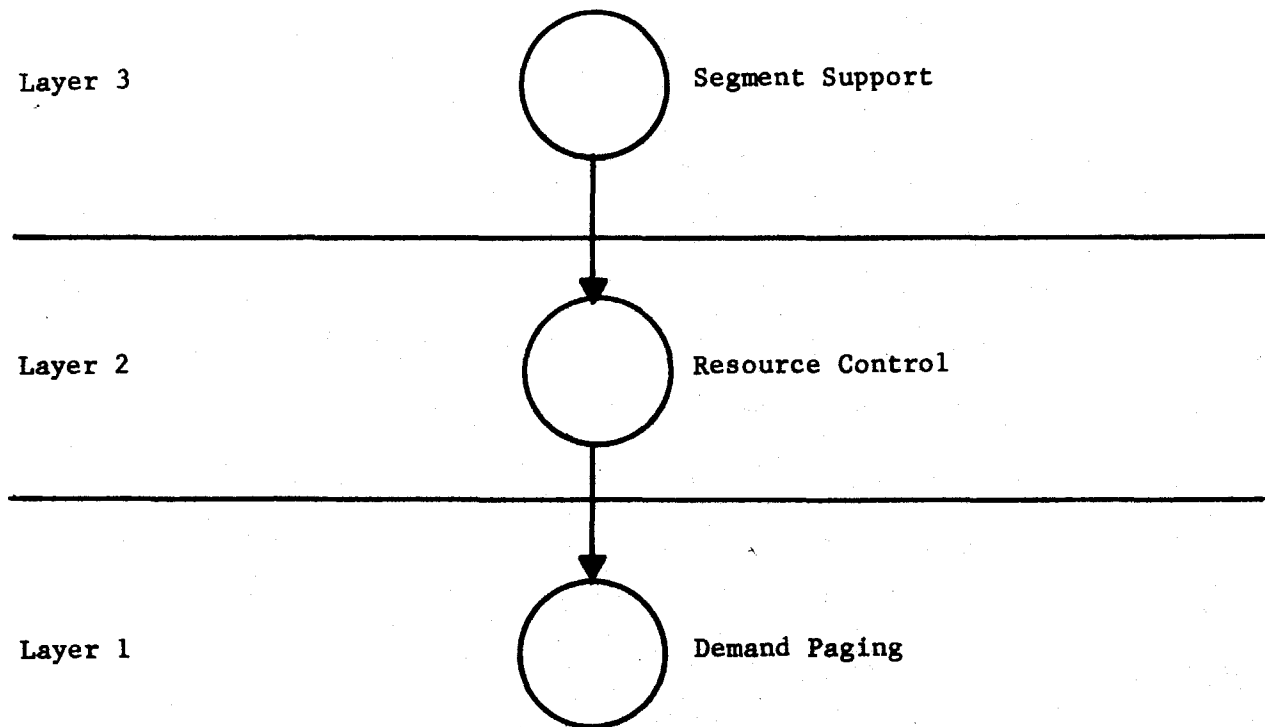 Layer 3 Segment Support
Layer 2 Resource Control
Layer 1 Demand Paging